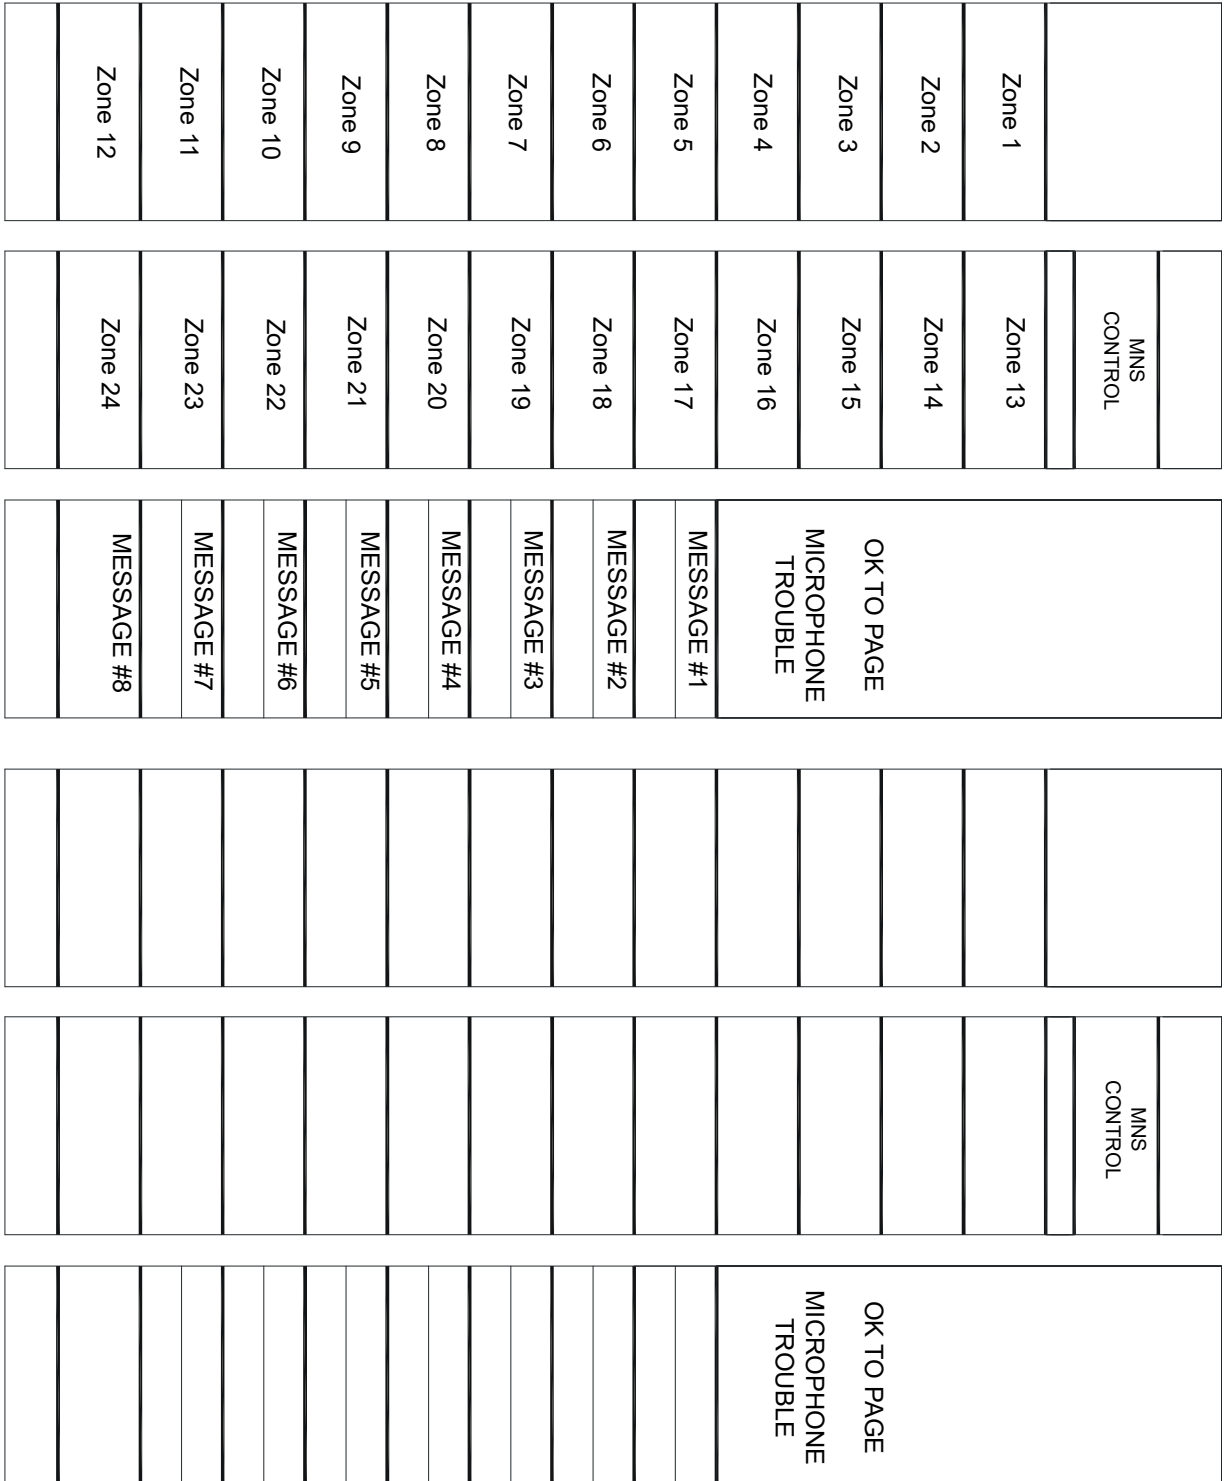 Zone 1
Zone 2
Zone 3
Zone 4
Zone 5
Zone 6
Zone 7
Zone 8
Zone 9
Zone 10
Zone 11
Zone 12
MNS
CONTROL
Zone 13
Zone 14
Zone 15
Zone 16
Zone 17
Zone 18
Zone 19
Zone 20
Zone 21
Zone 22
Zone 23
Zone 24
OK TO PAGE
MICROPHONE
TROUBLE
MESSAGE #1
MESSAGE #2
MESSAGE #3
MESSAGE #4
MESSAGE #5
MESSAGE #6
MESSAGE #7
MESSAGE #8
MNS
CONTROL
OK TO PAGE
MICROPHONE
TROUBLE